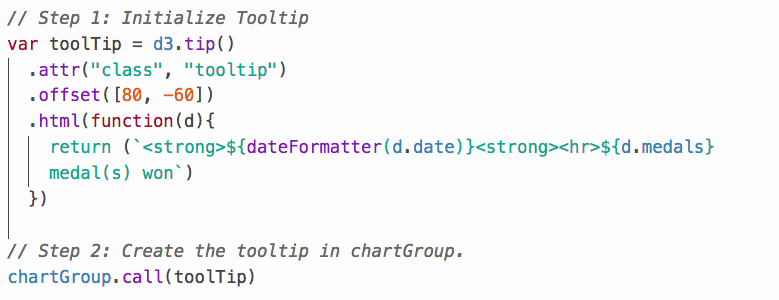 // Step 1: Initialize Tooltip
var toolTip = d3.tip()
.attr("class", "tooltip")
.offset([80, -60])
.html(function(d){
return (`<strong>${dateFormatter(d.date)}<strong><hr>${d.medals}
medal(s) won`)
})
// Step 2: Create the tooltip in chartGroup.
chartGroup.call(toolTip)